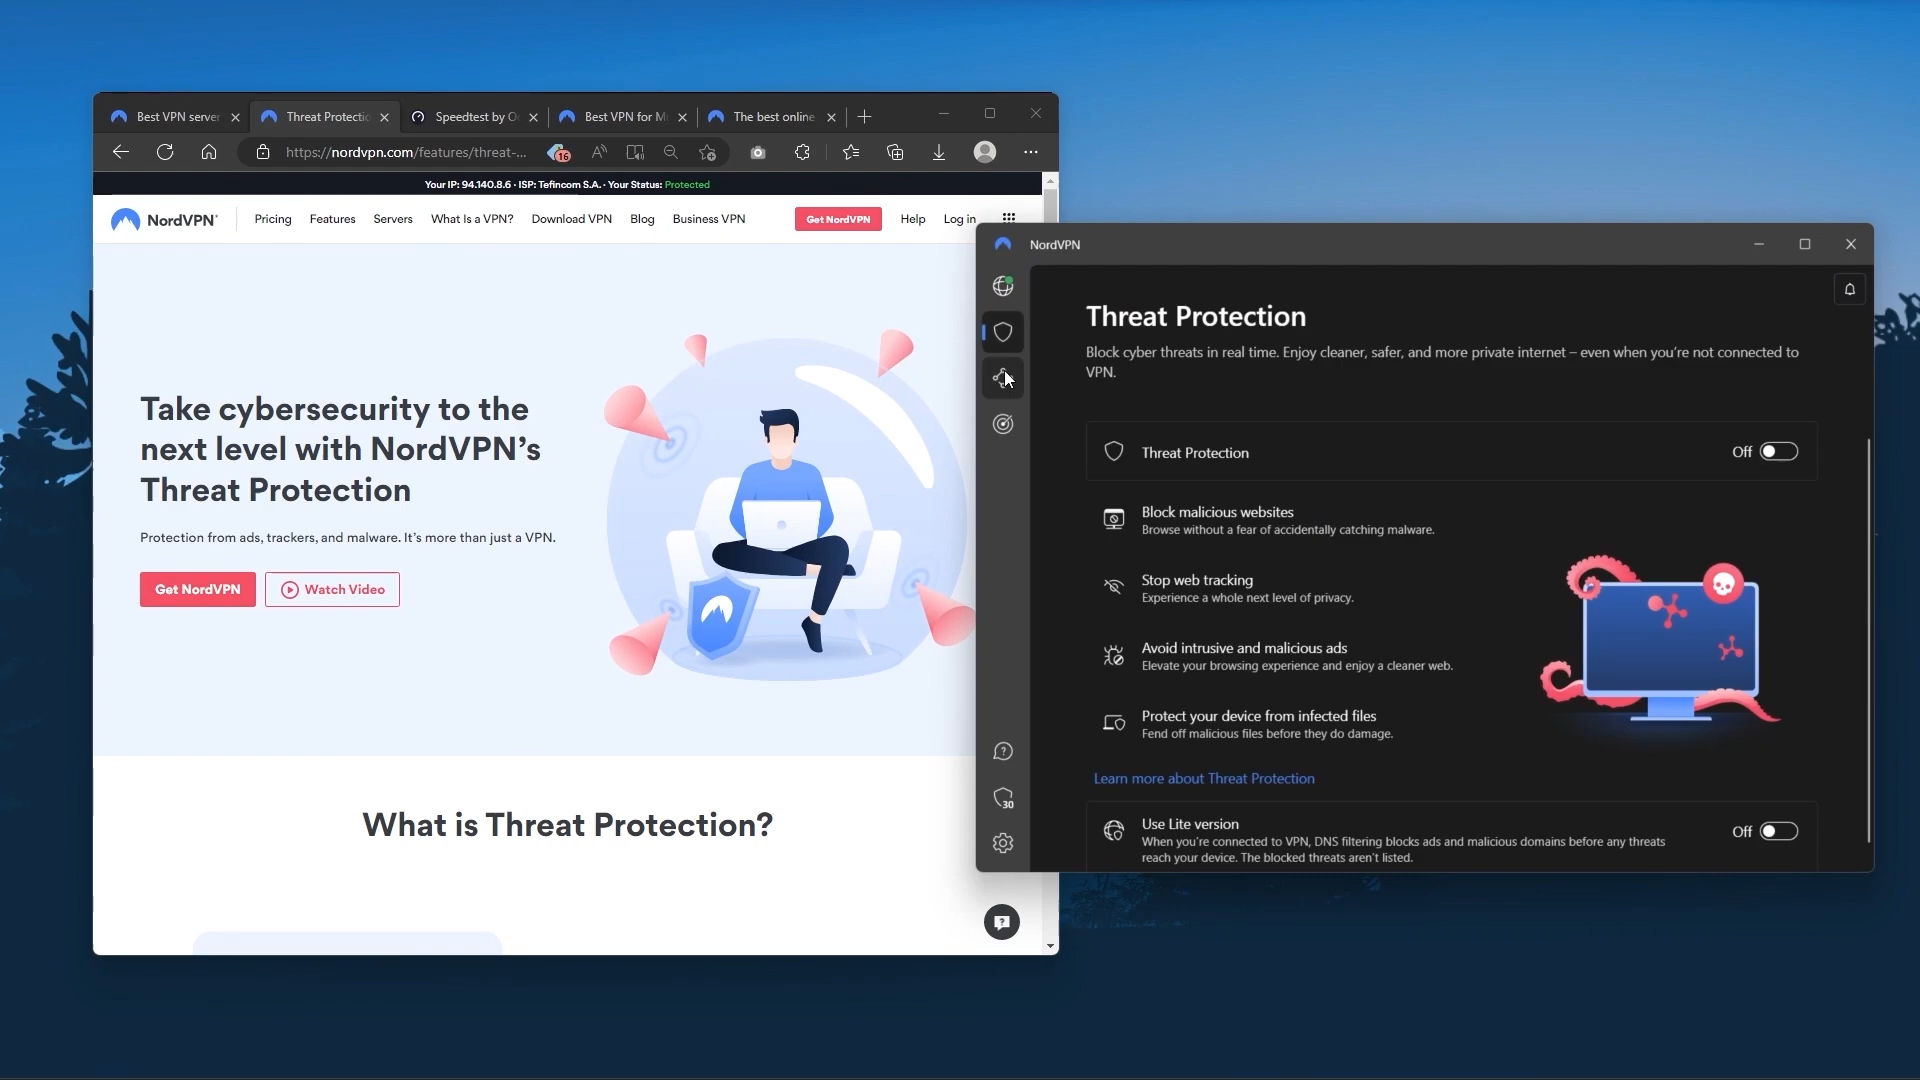 Best VPN server
Threat Protectio
Speedtest by O
Best VPN for M
The best online
https://nordvpn.com/features/threat-...
16
Your IP: 94.140.8.6 · ISP: Tefincom S.A. · Your Status: Protected
NordVPN®
Pricing
Features
Servers
What Is a VPN?
Download VPN
Blog
Business VPN
Get NordVPN
Help
Log in
Take cybersecurity to the
next level with NordVPN’s
Threat Protection
Protection from ads, trackers, and malware. It’s more than just a VPN.
Get NordVPN
Watch Video
What is Threat Protection?
NordVPN
Threat Protection
Block cyber threats in real time. Enjoy cleaner, safer, and more private internet – even when you’re not connected to
VPN.
Threat Protection
Off
Block malicious websites
Browse without a fear of accidentally catching malware.
Stop web tracking
Experience a whole next level of privacy.
Avoid intrusive and malicious ads
Elevate your browsing experience and enjoy a cleaner web.
Protect your device from infected files
Fend off malicious files before they do damage.
Learn more about Threat Protection
30
Use Lite version
Off
When you’re connected to VPN, DNS filtering blocks ads and malicious domains before any threats
reach your device. The blocked threats aren’t listed.